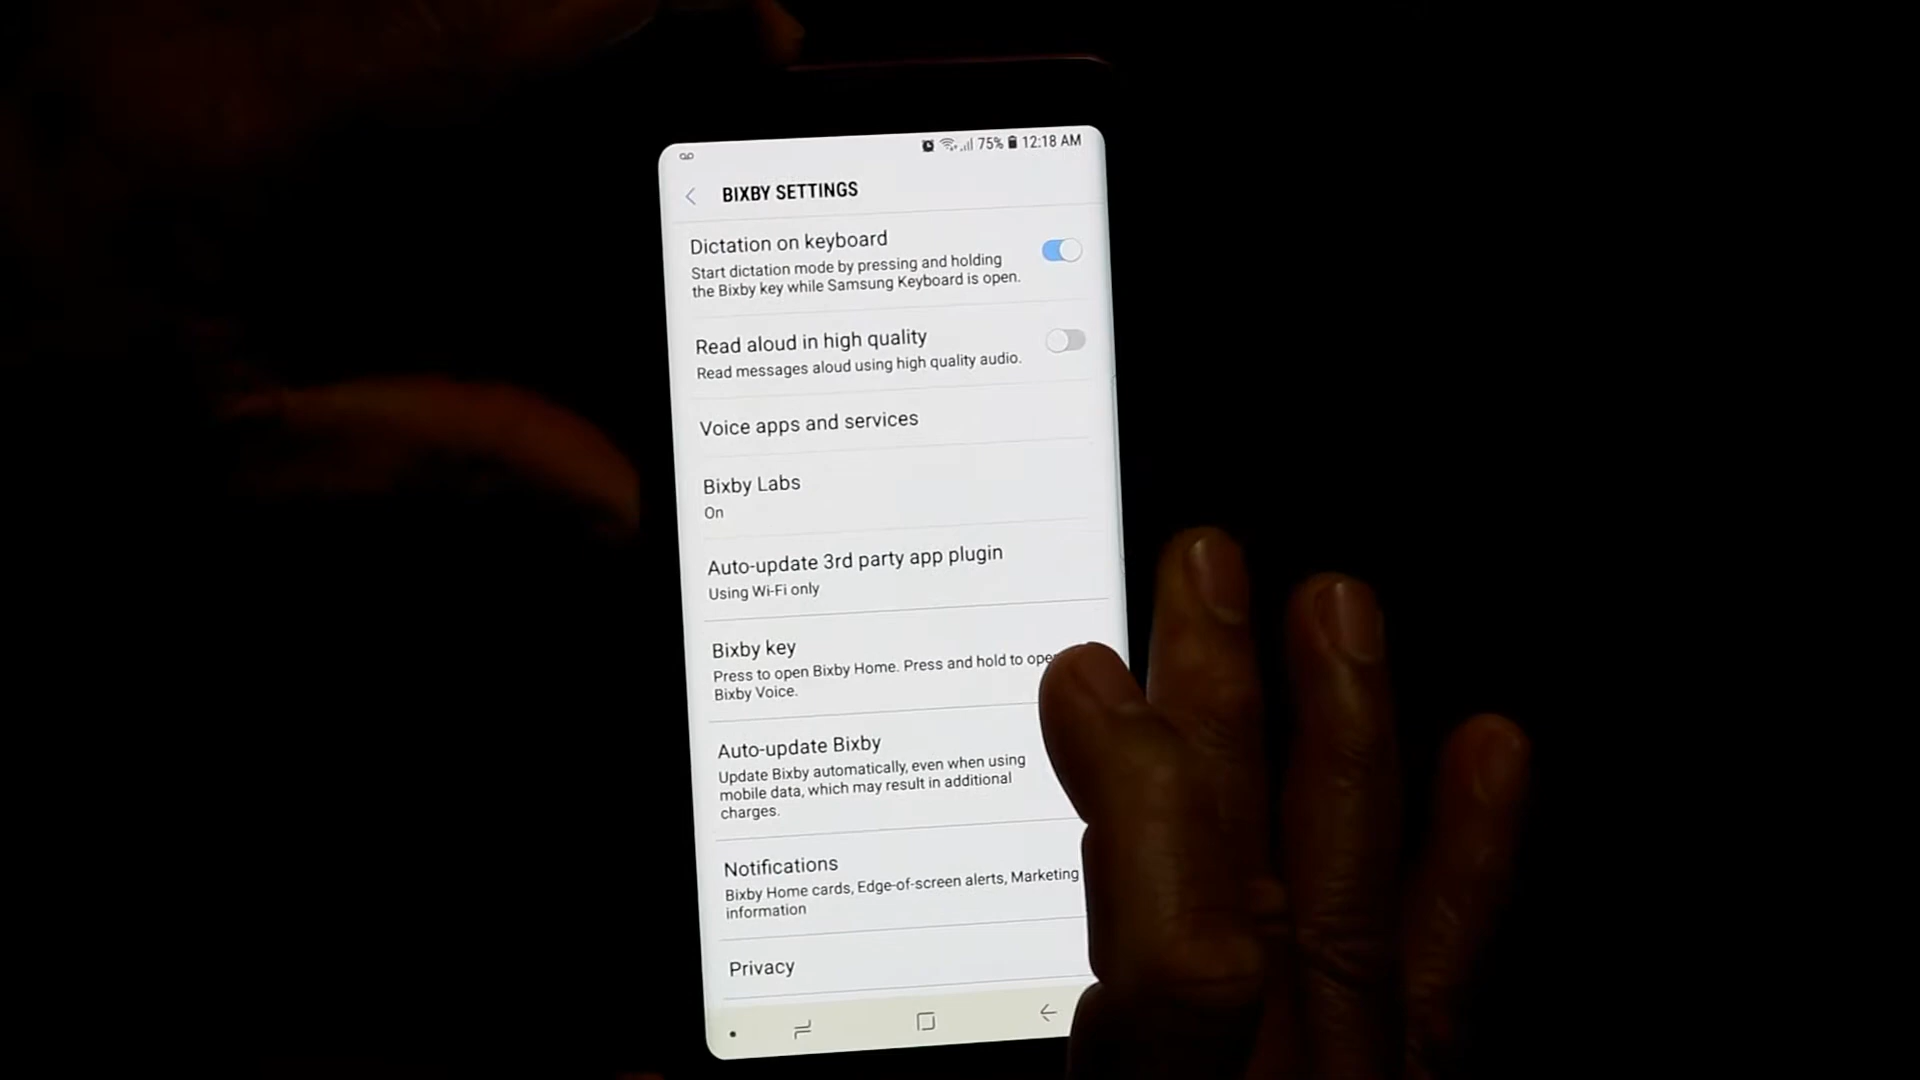 75% 12:18 AM
BIXBY SETTINGS
Dictation on keyboard
Start dictation mode by pressing and holding
the Bixby key while Samsung Keyboard is open.
Read aloud in high quality
Read messages aloud using high quality audio.
Voice apps and services
Bixby Labs
On
Auto-update 3rd party app plugin
Using Wi-Fi only
Bixby key
Press to open Bixby Home. Press and hold to open
Bixby Voice.
Auto-update Bixby
Update Bixby automatically, even when using
mobile data, which may result in additional
charges.
Notifications
Bixby Home cards, Edge-of-screen alerts, Marketing
information
Privacy